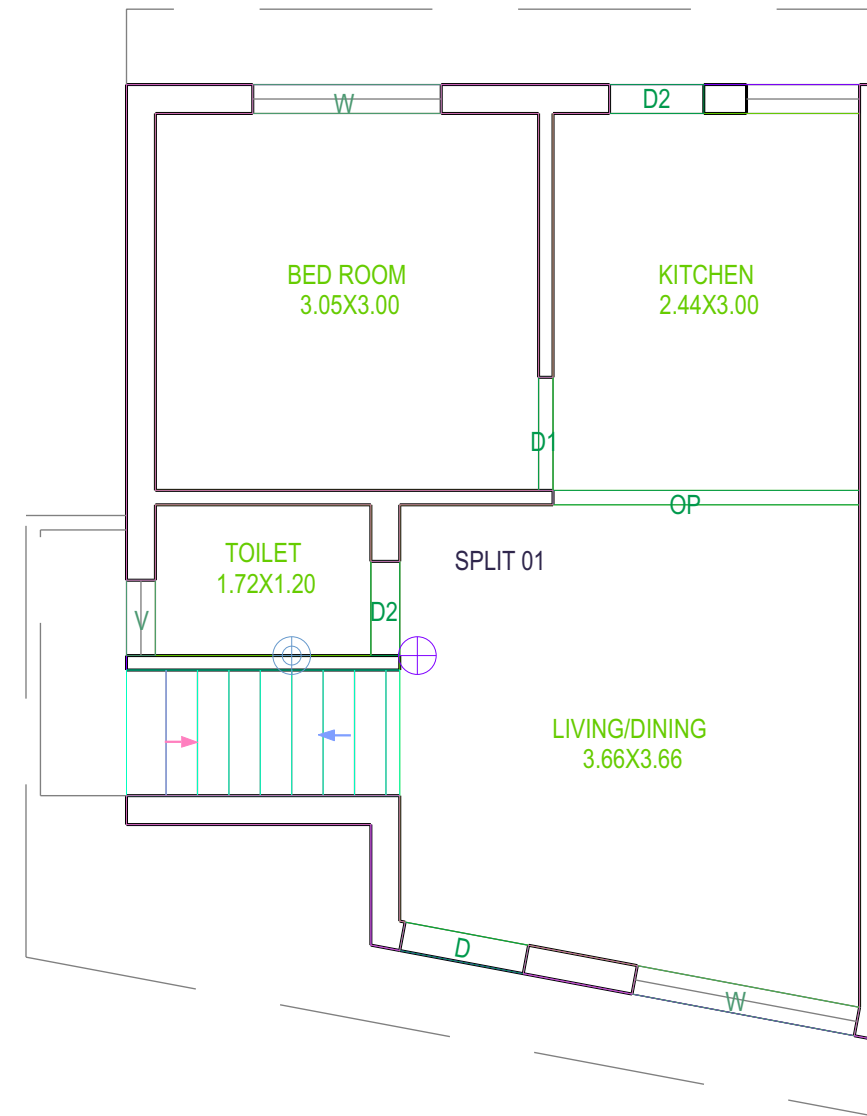 W
D2
BED ROOM
3.05X3.00
KITCHEN
2.44X3.00
D1
OP
TOILET
1.72X1.20
SPLIT 01
V
D2
LIVING/DINING
3.66X3.66
D
W